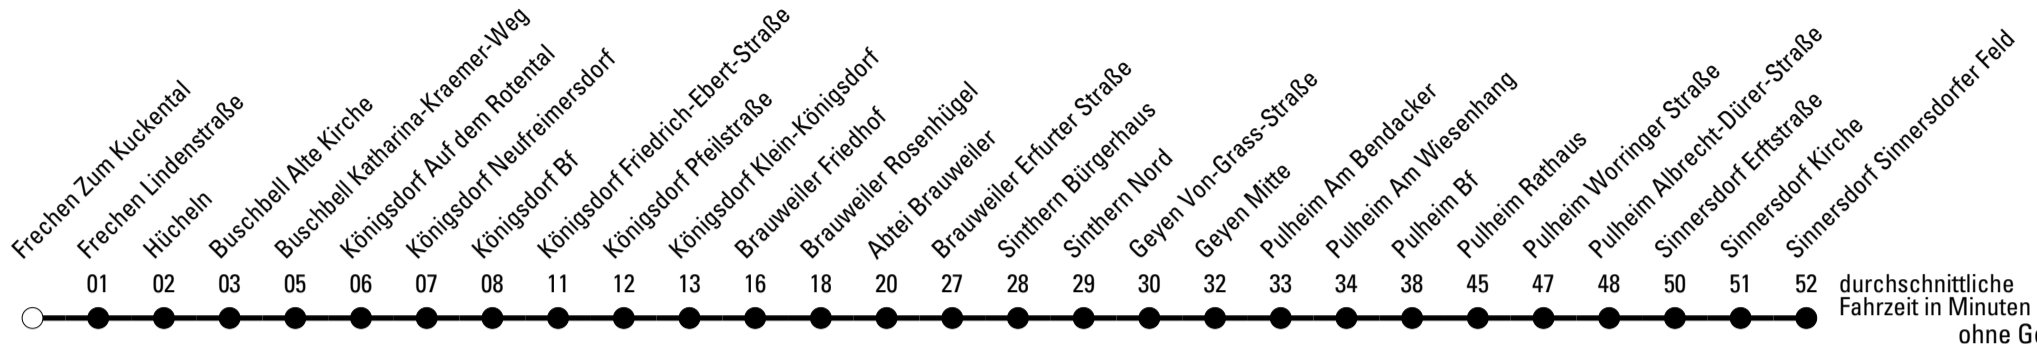 Frechen Zum Kuckental
Frechen Lindenstraße
Hücheln
Buschbell Alte Kirche
Buschbell Katharina-Kraemer-Weg
Königsdorf Auf dem Rotental
Königsdorf Neufreimersdorf
Königsdorf Bf
Königsdorf Friedrich-Ebert-Straße
Königsdorf Pfeilstraße
Königsdorf Klein-Königsdorf
Brauweiler Friedhof
Brauweiler Rosenhügel
Abtei Brauweiler
Brauweiler Erfurter Straße
Sinthern Bürgerhaus
Sinthern Nord
Geyen Von-Grass-Straße
Geyen Mitte
Pulheim Am Bendacker
Pulheim Am Wiesenhang
Pulheim Bf
Pulheim Rathaus
Pulheim Worringer Straße
Pulheim Albrecht-Dürer-Straße
Sinnersdorf Erftstraße
Sinnersdorf Kirche
Sinnersdorf Sinnersdorfer Feld
01 02 03 05 06 07 08 11 12 13 16 18 20 27 28 29 30 32 33 34 38 45 47 48 50 51 52 durchschnittliche
Fahrzeit in Minuten
ohne